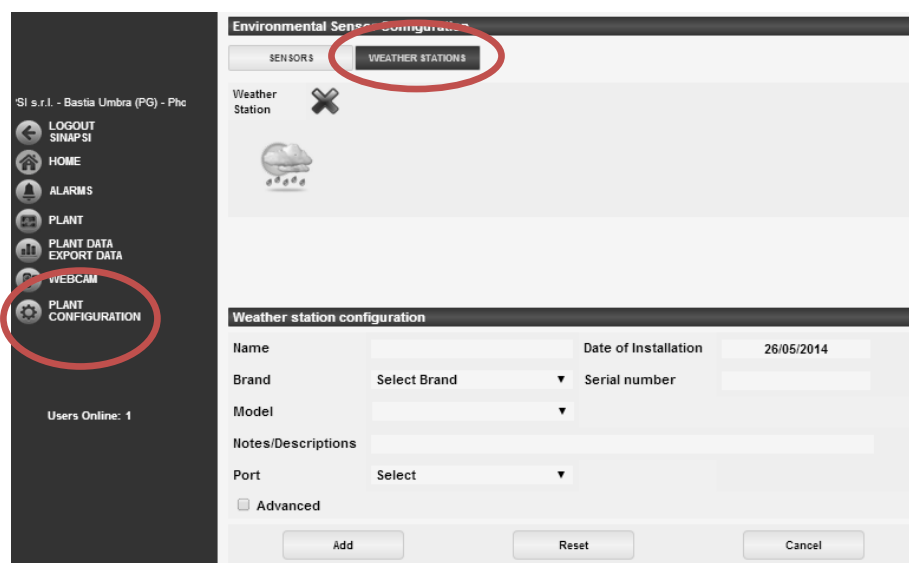 'SI s.r.l. - Bastia Umbra (PG) - Pho
LOGOUT
SINAPSI
HOME
ALARMS
PLANT
PLANT DATA
EXPORT DATA
WEBCAM
PLANT
CONFIGURATION
Users Online: 1
Environmental Sensor Configuration
SENSORS
WEATHER STATIONS
Weather
Station
Weather station configuration
Name
Date of Installation 26/05/2014
Brand Select Brand ▼ Serial number
Model ▼
Notes/Descriptions
Port Select ▼
Advanced
Add Reset Cancel